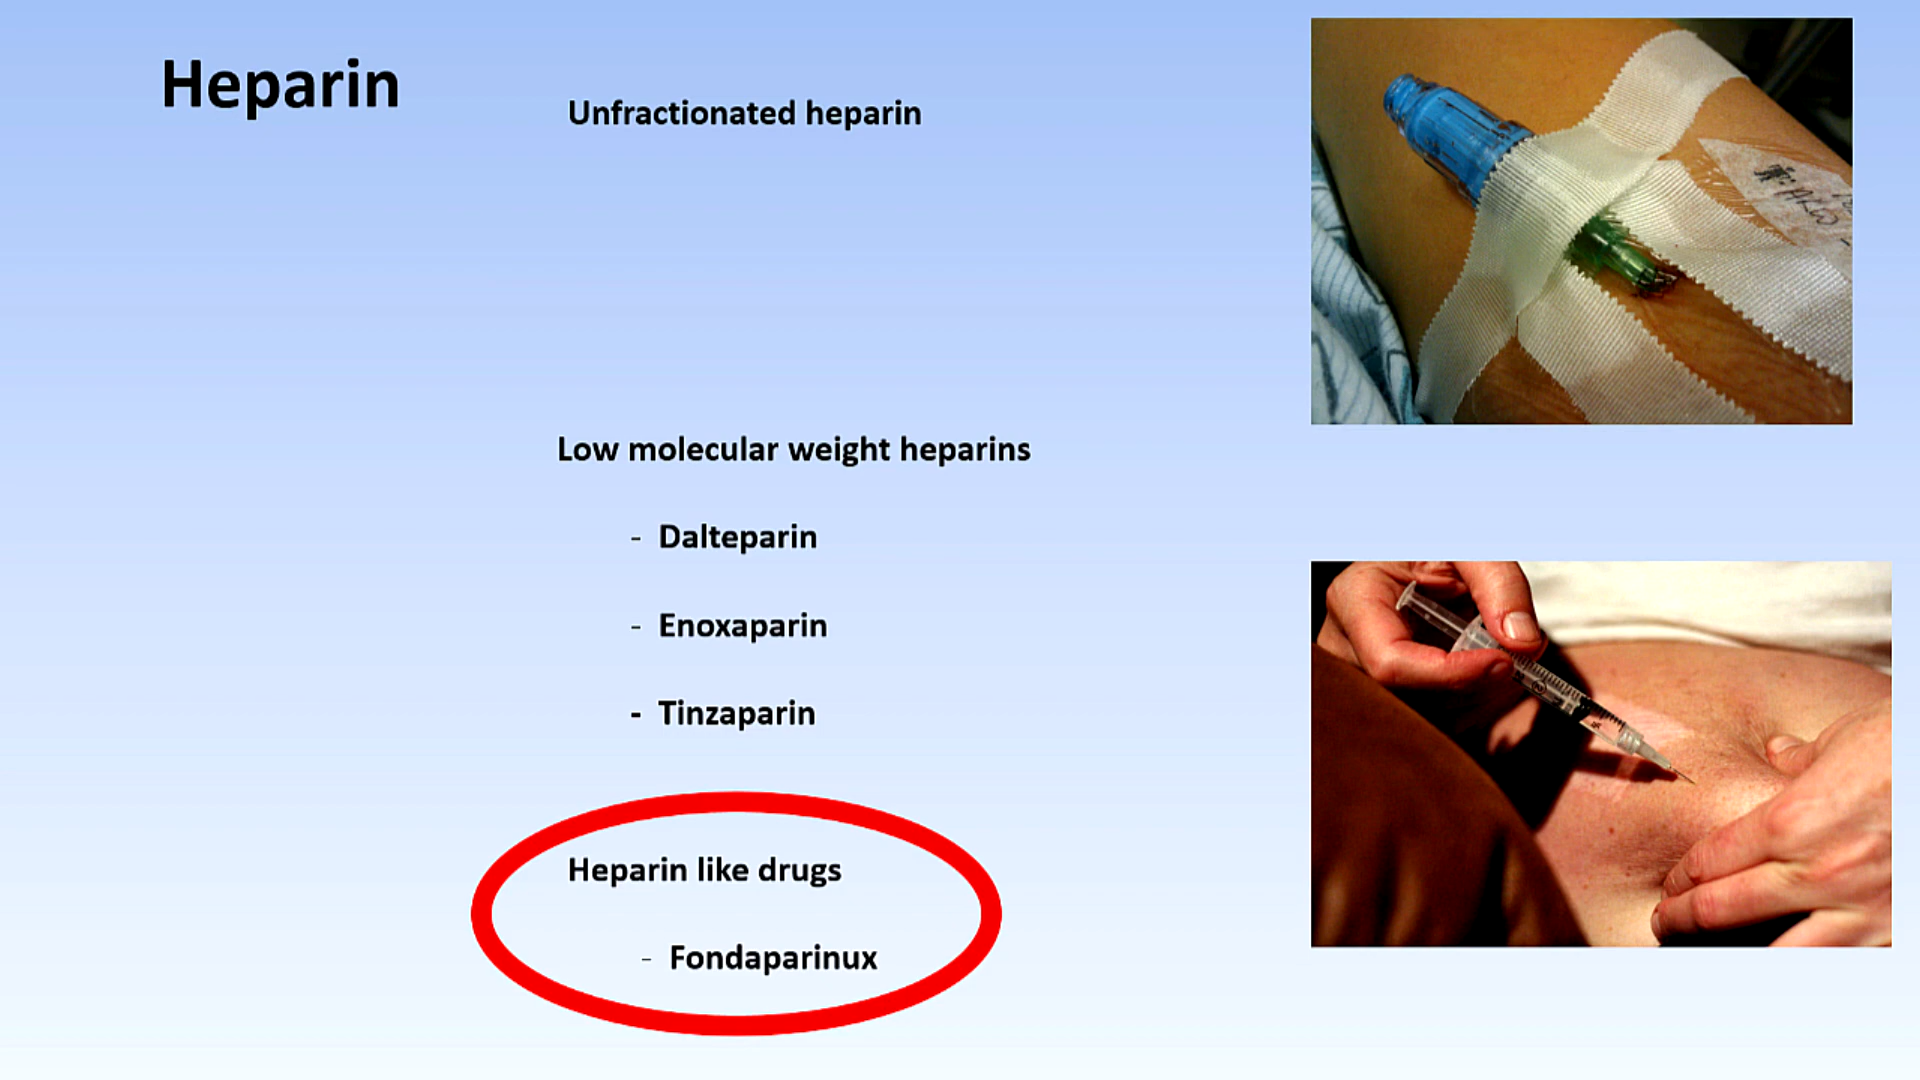 Heparin
Unfractionated heparin
Low molecular weight heparins
- Dalteparin
- Enoxaparin
- Tinzaparin
Heparin like drugs
- Fondaparinux